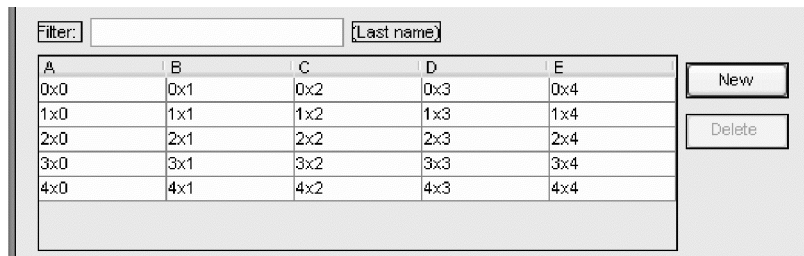 Filter: (Last name)
A B C D E
0x0 0x1 0x2 0x3 0x4
New
1x0 1x1 1x2 1x3 1x4
Delete
2x0 2x1 2x2 2x3 2x4
3x0 3x1 3x2 3x3 3x4
4x0 4x1 4x2 4x3 4x4